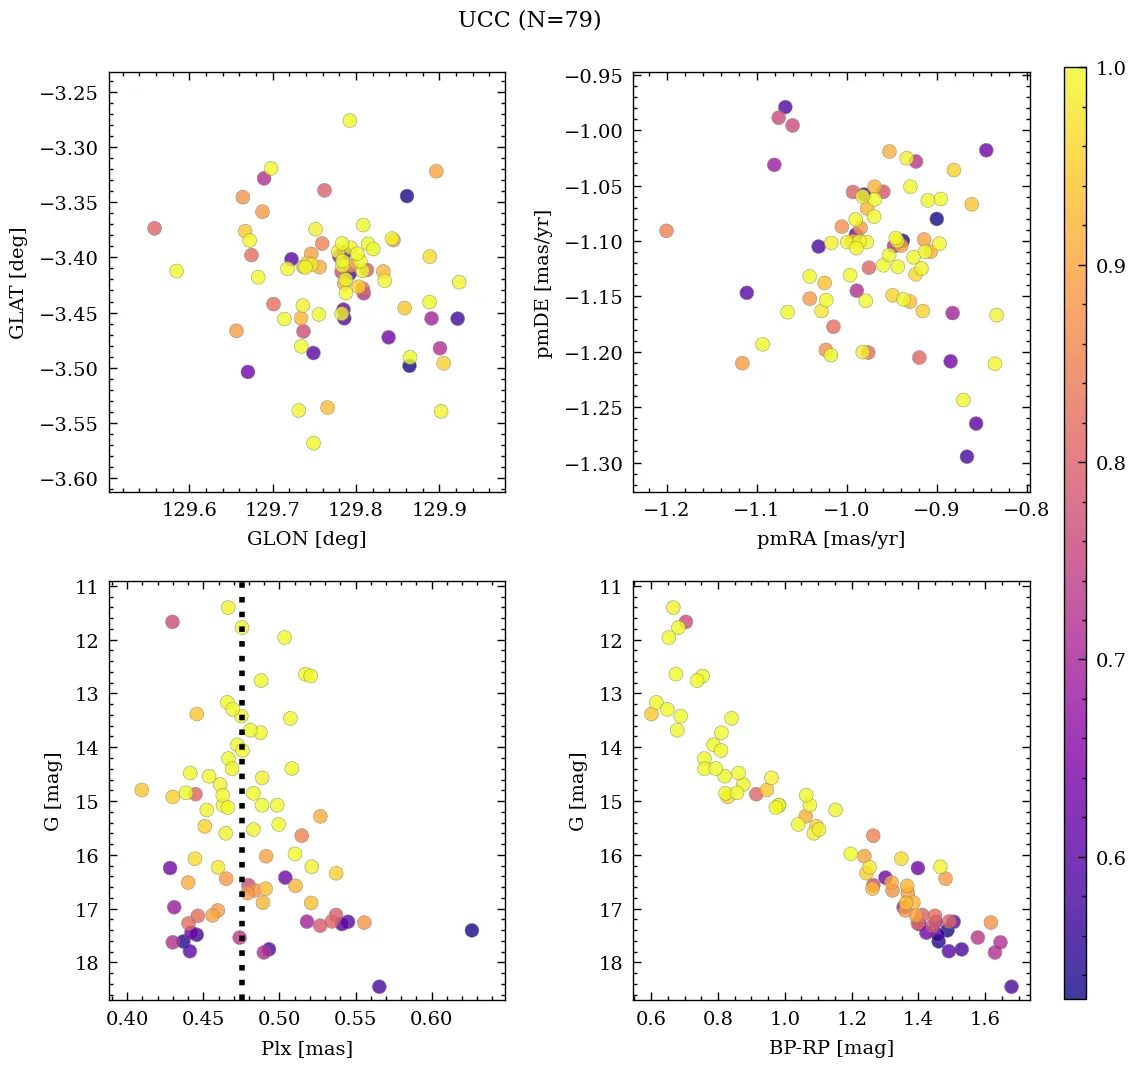 UCC (N=79)
−3.25
−3.30
−3.35
−3.40
−3.45
−3.50
−3.55
−3.60
GLAT [deg]
129.6 129.7 129.8 129.9
GLON [deg]
−0.95
−1.00
−1.05
−1.10
−1.15
−1.20
−1.25
−1.30
pmDE [mas/yr]
−1.2 −1.1 −1.0 −0.9 −0.8
pmRA [mas/yr]
1.0
0.9
0.8
0.7
0.6
11
12
13
14
15
16
17
18
G [mag]
0.40 0.45 0.50 0.55 0.60
Plx [mas]
11
12
13
14
15
16
17
18
G [mag]
0.6 0.8 1.0 1.2 1.4 1.6
BP-RP [mag]